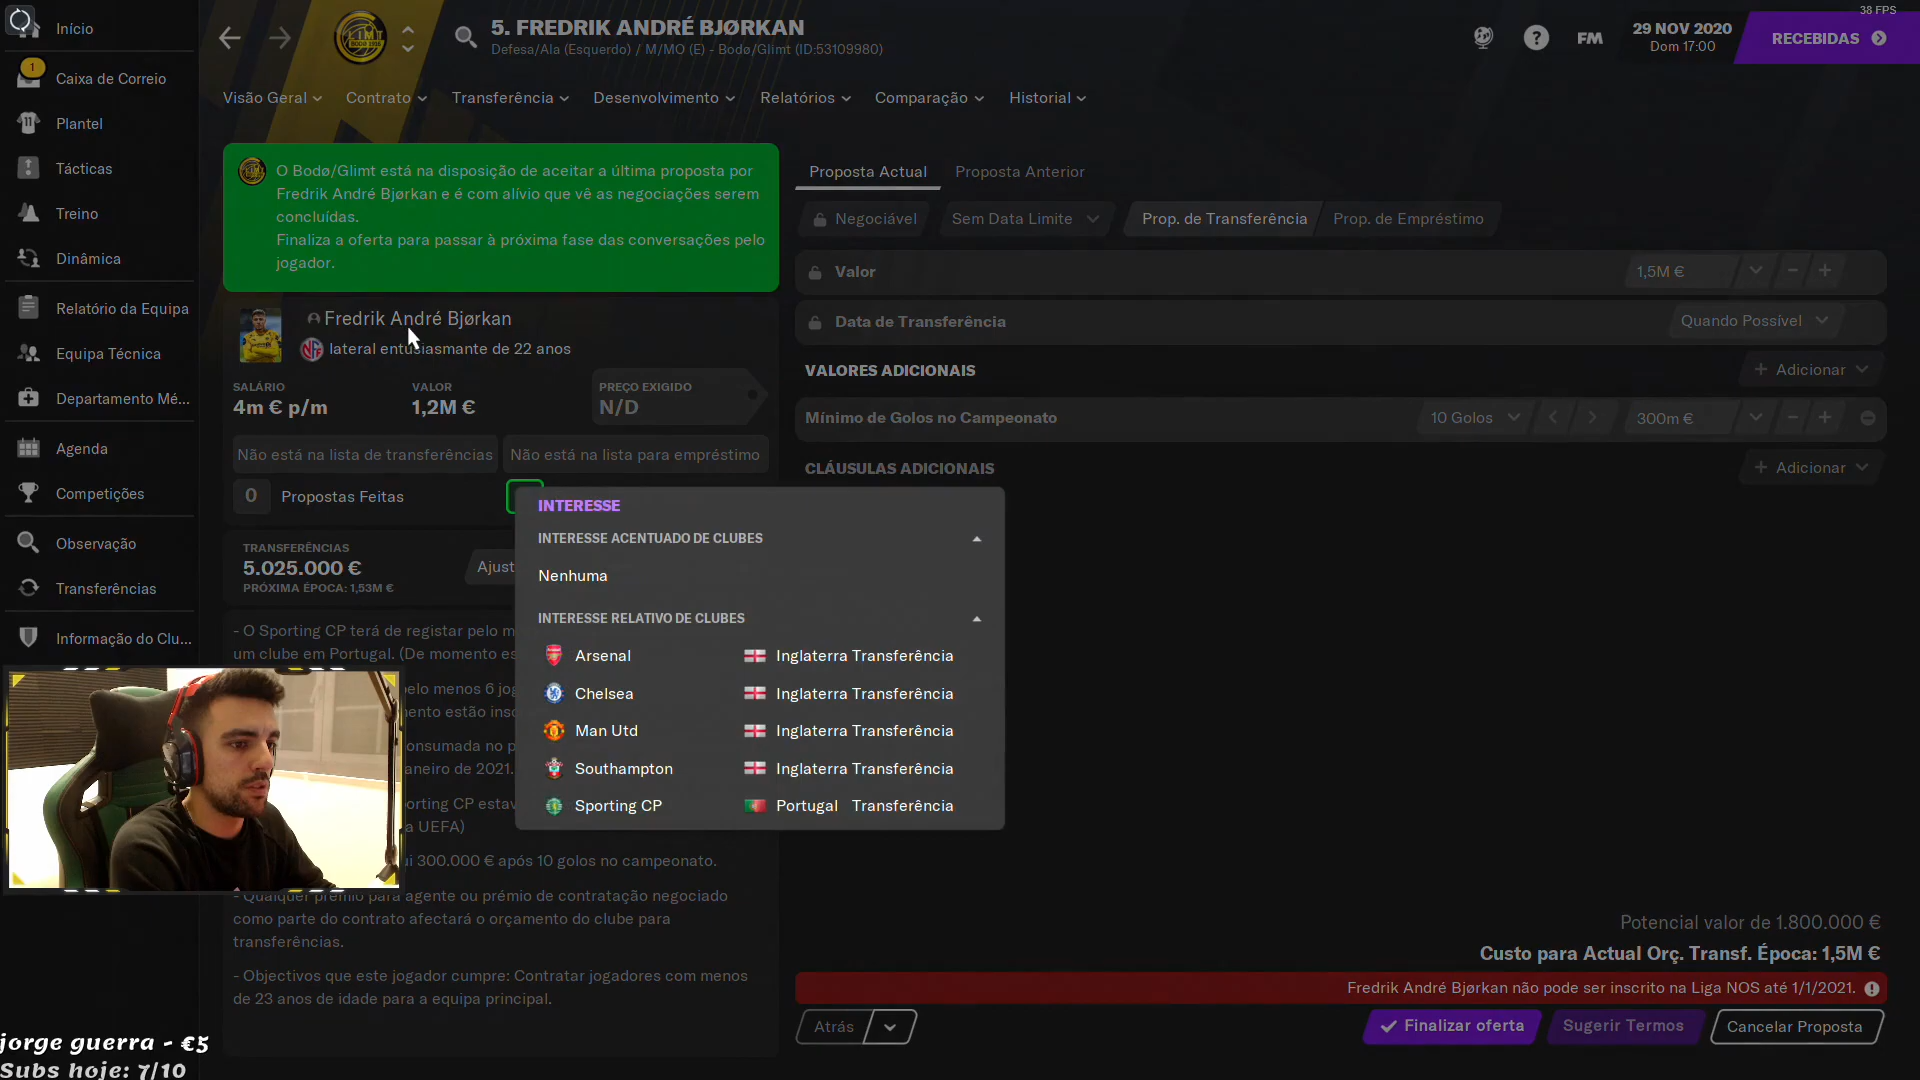 38 FPS
Início
5. FREDRIK ANDRÉ BJØRKAN
Defesa/Ala (Esquerdo) / M/MO (E) - Bodø/Glimt (ID:53109980)
FM
29 NOV 2020
Dom 17:00
RECEBIDAS
1
Caixa de Correio
Plantel
Tácticas
Treino
Dinâmica
Relatório da Equipa
Equipa Técnica
Departamento Mé...
Agenda
Competições
Observação
Transferências
Informação do Clu...
Visão Geral
Contrato
Transferência
Desenvolvimento
Relatórios
Comparação
Historial
O Bodø/Glimt está na disposição de aceitar a última proposta por
Fredrik André Bjørkan e é com alívio que vê as negociações serem
concluídas.
Finaliza a oferta para passar à próxima fase das conversações pelo
jogador.
Fredrik André Bjørkan
lateral entusiasmante de 22 anos
SALÁRIO
4m € p/m
VALOR
1,2M €
PREÇO EXIGIDO
N/D
Não está na lista de transferências
Não está na lista para empréstimo
0
Propostas Feitas
TRANSFERÊNCIAS
5.025.000 €
PRÓXIMA ÉPOCA: 1,53M €
Ajust
- O Sporting CP terá de registar pelo m
um clube em Portugal. (De momento es
elo menos 6 jog
ento estão insc
onsumada no p
aneiro de 2021.
orting CP estav
a UEFA)
ui 300.000 € após 10 golos no campeonato.
- Qualquer prémio para agente ou prémio de contratação negociado
como parte do contrato afectará o orçamento do clube para
transferências.
- Objectivos que este jogador cumpre: Contratar jogadores com menos
de 23 anos de idade para a equipa principal.
INTERESSE
INTERESSE ACENTUADO DE CLUBES
Nenhuma
INTERESSE RELATIVO DE CLUBES
Arsenal Inglaterra Transferência
Chelsea Inglaterra Transferência
Man Utd Inglaterra Transferência
Southampton Inglaterra Transferência
Sporting CP Portugal Transferência
Proposta Actual
Proposta Anterior
Negociável
Sem Data Limite
Prop. de Transferência
Prop. de Empréstimo
Valor
1,5M €
Data de Transferência
Quando Possível
VALORES ADICIONAIS
Adicionar
Mínimo de Golos no Campeonato
10 Golos
300m €
CLÁUSULAS ADICIONAIS
Adicionar
Potencial valor de 1.800.000 €
Custo para Actual Orç. Transf. Época: 1,5M €
Fredrik André Bjørkan não pode ser inscrito na Liga NOS até 1/1/2021.
Atrás
Finalizar oferta
Sugerir Termos
Cancelar Proposta
jorge guerra - €5
Subs hoje: 7/10